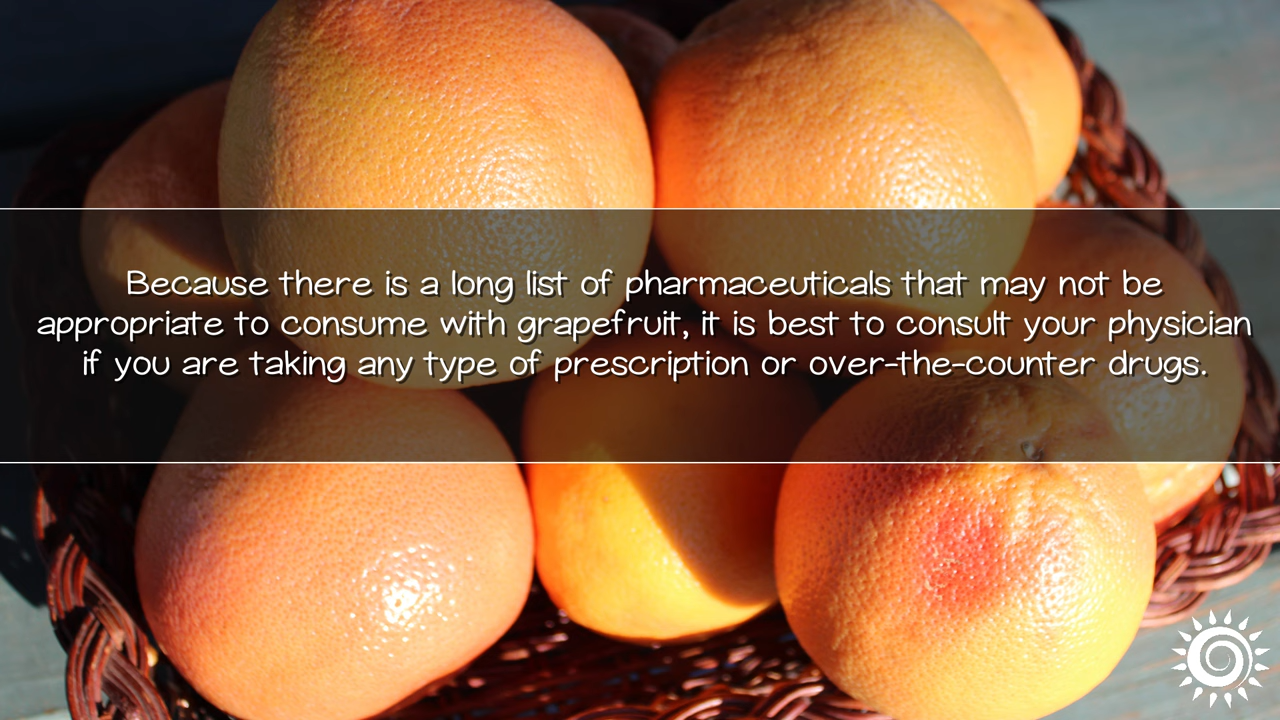 Because there is a long list of pharmaceuticals that may not be
appropriate to consume with grapefruit, it is best to consult your physician
if you are taking any type of prescription or over-the-counter drugs.